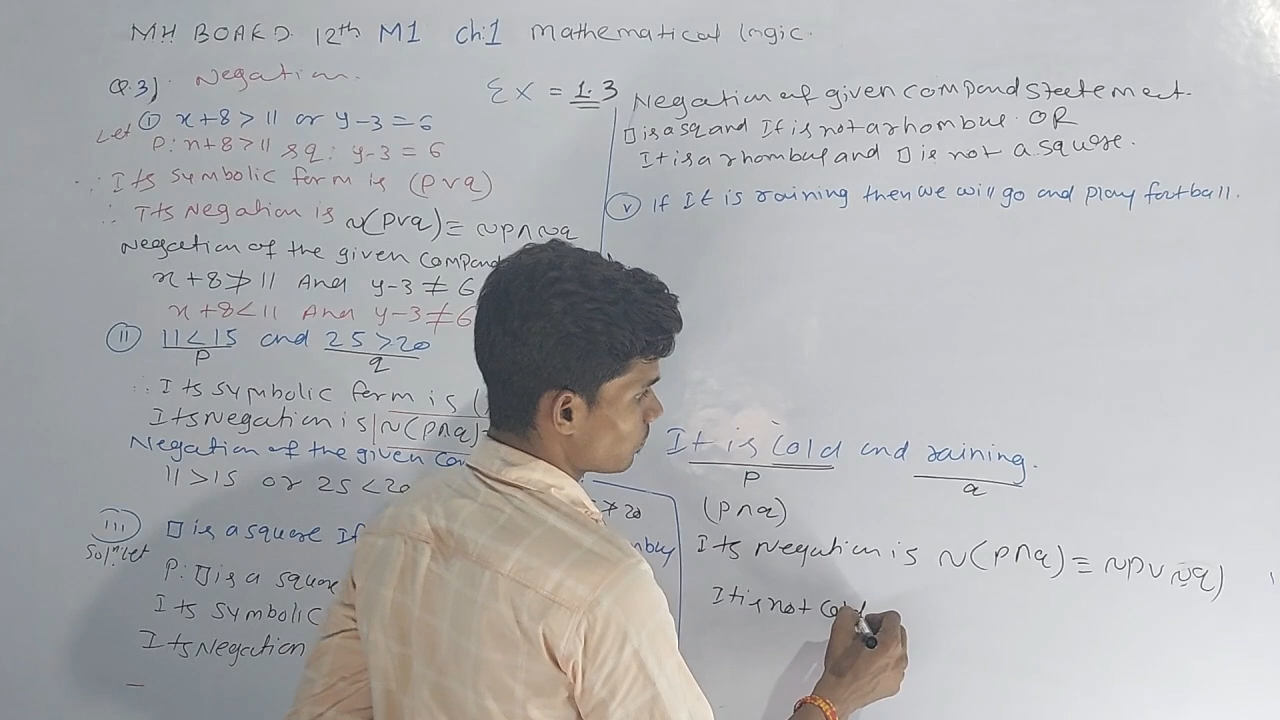 MH BOARD 12th M1 ch:1 Mathematical logic.
Q.3) Negation.
Ex = 1.3
Let i x+8>11 or y-3=6
P: x+8>11 & q: y-3=6
∴ Its symbolic form is (p∨q)
∴ Its Negation is ~(p∨q) ≡ ~p∧~q
Negation of the given compand
x+8≯11 And y-3≠6
x+8<11 And y-3≠6
ii 11<15 and 25>20
p q
∴ Its symbolic form is (
Its Negation is ~(p∧q)
Negation of the given com
11>15 or 25<20
≯20
iii □ is a square If
Solⁿ: Let
P: □ is a square
Its symbolic
Its Negation
Negation of given compand Steetement.
□ is a sq and It is not a rhombus. OR
It is a rhombus and □ is not a square.
v If It is raining then we will go and play football.
It is Cold and raining.
p q
(p∧q)
Its Negation is ~(p∧q) ≡ ~p∨~q)
It is not Cold